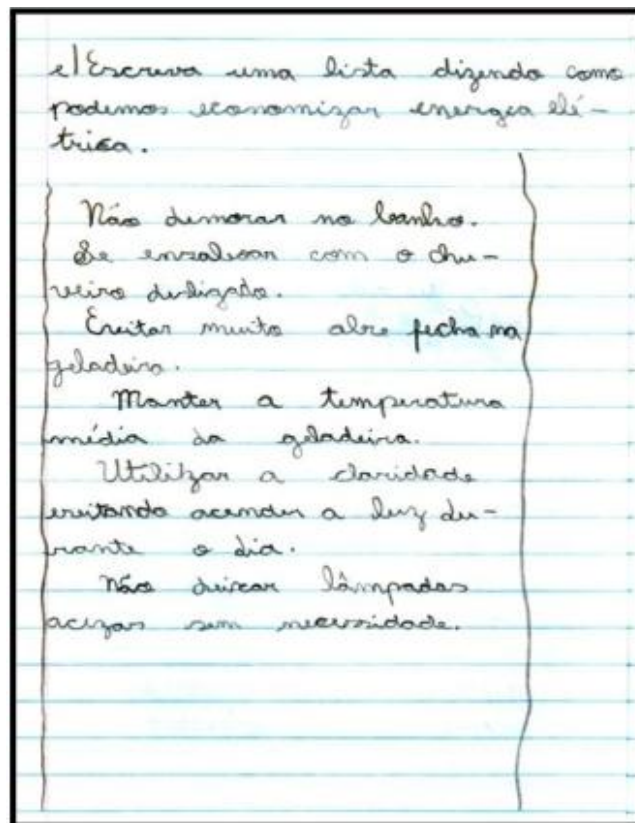 e) Escreva uma lista dizendo como
podemos economizar energia elé-
trica.
Não demorar no banho.
Se ensaboar com o chu-
veiro desligado.
Evitar muito abre fecha na
geladeira.
Manter a temperatura
média da geladeira.
Utilizar a claridade
evitando acender a luz du-
rante o dia.
Não deixar lâmpadas
acezas sem necessidade.